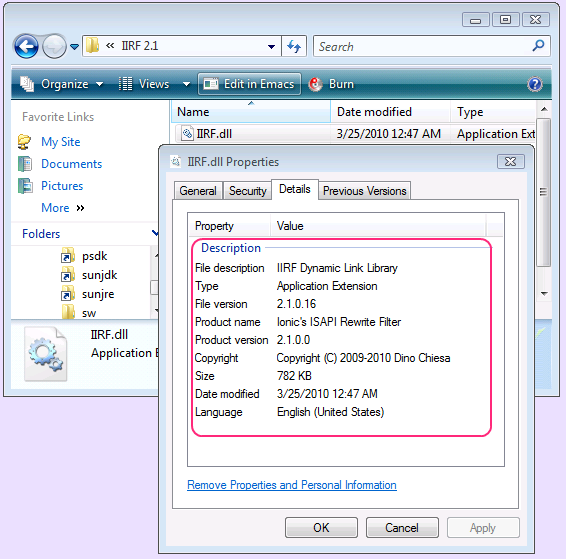 « IIRF 2.1
Search
Organize Views Edit in Emacs Burn
Favorite Links
My Site
Documents
Pictures
More »
Folders
psdk
sunjdk
sunjre
sw
Name Date modified Type
IIRF.dll 3/25/2010 12:47 AM Application Ext
IIRF.dll
Application E
IIRF.dll Properties
General Security Details Previous Versions
Property Value
Description
File description IIRF Dynamic Link Library
Type Application Extension
File version 2.1.0.16
Product name Ionic's ISAPI Rewrite Filter
Product version 2.1.0.0
Copyright Copyright (C) 2009-2010 Dino Chiesa
Size 782 KB
Date modified 3/25/2010 12:47 AM
Language English (United States)
Remove Properties and Personal Information
OK Cancel Apply